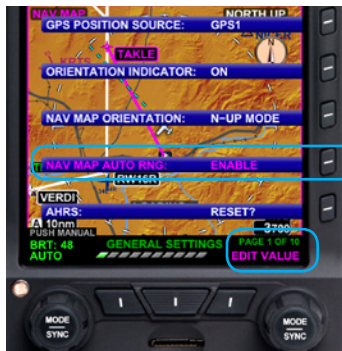 NAV MAP NORTH UP
GPS POSITION SOURCE: GPS1
TAKLE
ORIENTATION INDICATOR: ON
NAV MAP ORIENTATION: N-UP MODE
NAV MAP AUTO RNG: ENABLE
RW16R
VERDI
AHRS: RESET?
A 10nm 3700
PUSH MANUAL
BRT: 48 GENERAL SETTINGS PAGE 1 OF 10
AUTO EDIT VALUE
MODE MODE
SYNC SYNC